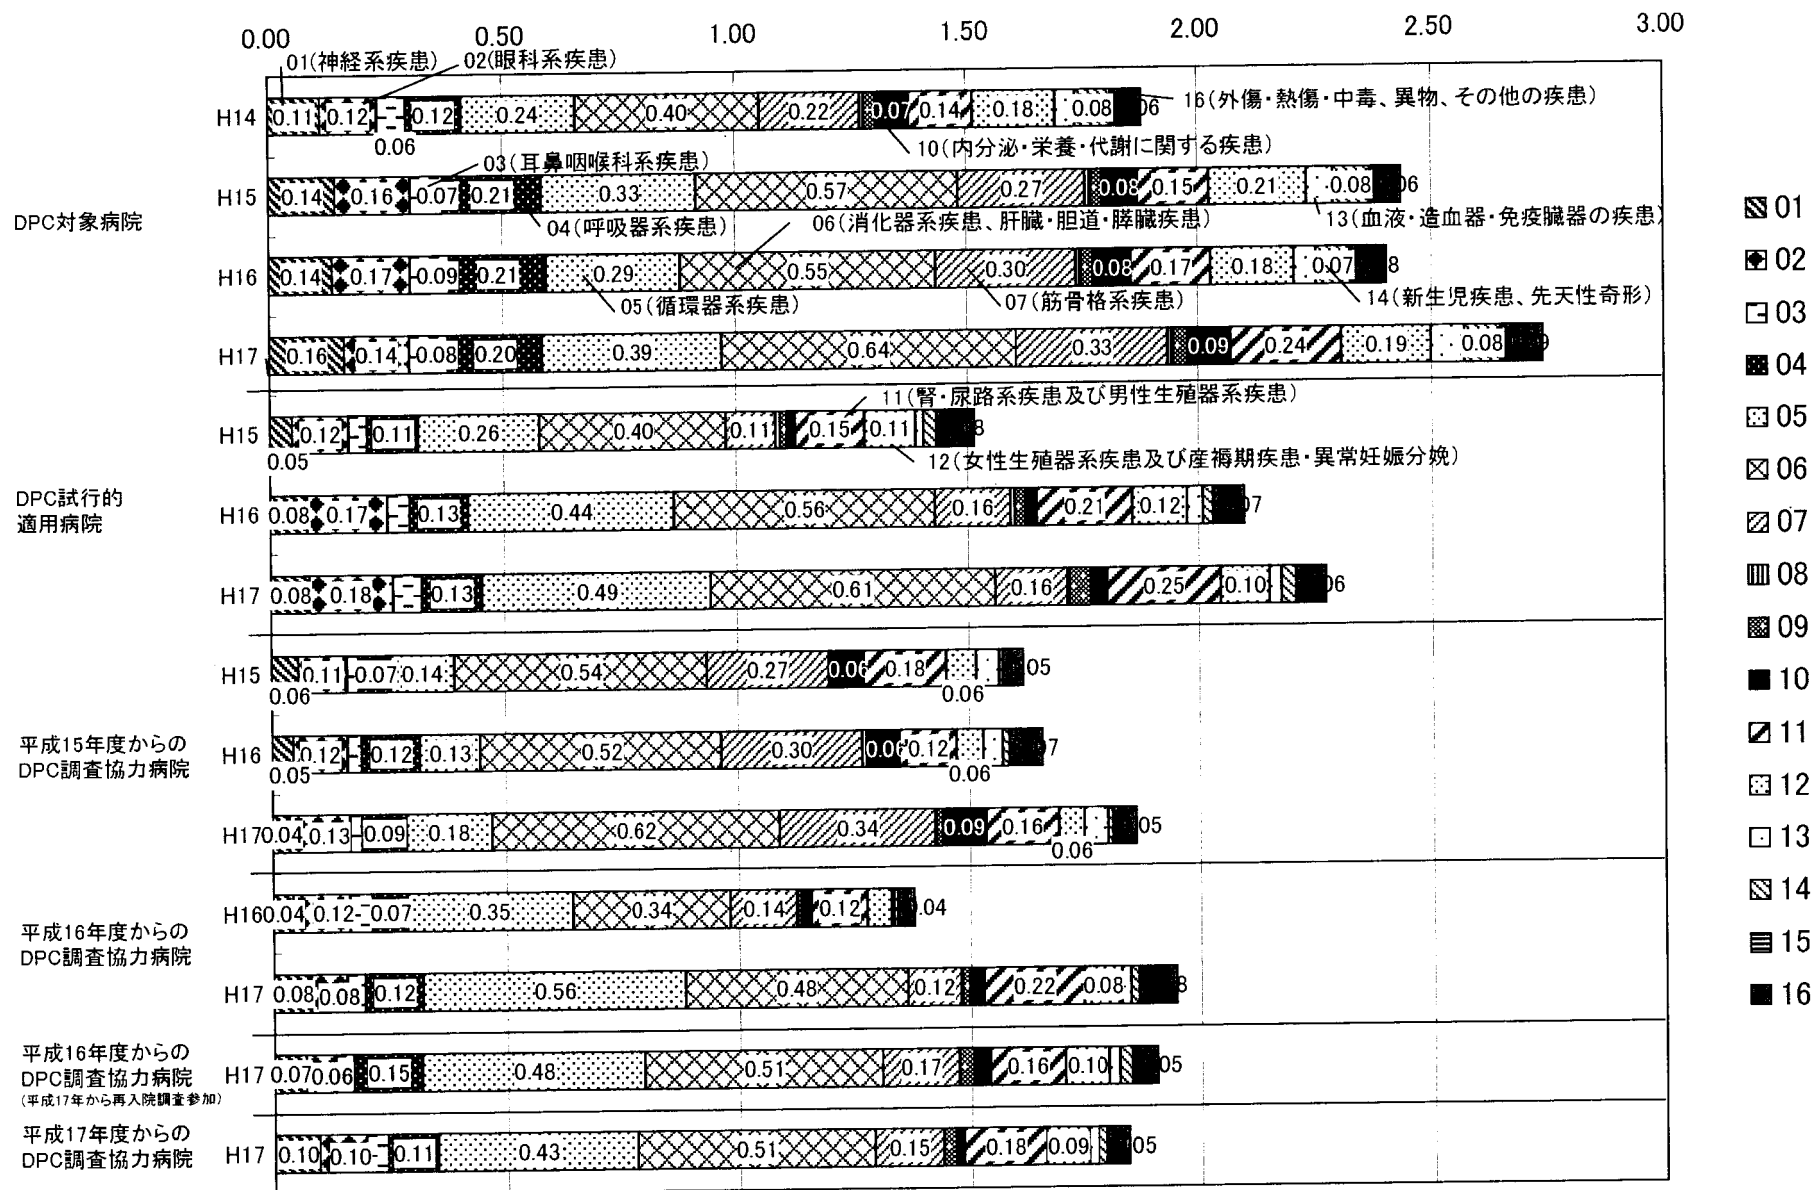 0.00 0.50 1.00 1.50 2.00 2.50 3.00
01(神経系疾患) 02(眼科系疾患)
H14 0.11 0.12 0.12 0.24 0.40 0.22 0.07 0.14 0.18 0.08 16(外傷・熱傷・中毒、異物、その他の疾患)
0.06
10(内分泌・栄養・代謝に関する疾患)
03(耳鼻咽喉科系疾患)
DPC対象病院
H15 0.14 0.16 0.07 0.21 0.33 0.57 0.27 0.08 0.15 0.21 0.08
04(呼吸器系疾患) 06(消化器系疾患、肝臓・胆道・膵臓疾患) 13(血液・造血器・免疫臓器の疾患)
H16 0.14 0.17 0.09 0.21 0.29 0.55 0.30 0.08 0.17 0.18 0.07
05(循環器系疾患) 07(筋骨格系疾患) 14(新生児疾患、先天性奇形)
H17 0.16 0.14 0.08 0.20 0.39 0.64 0.33 0.09 0.24 0.19 0.08
11(腎・尿路系疾患及び男性生殖器系疾患)
H15 0.12 0.11 0.26 0.40 0.11 0.15 0.11
0.05
12(女性生殖器系疾患及び産褥期疾患・異常妊娠分娩)
DPC試行的
適用病院
H16 0.08 0.17 0.13 0.44 0.56 0.16 0.21 0.12
H17 0.08 0.18 0.13 0.49 0.61 0.16 0.25 0.10
H15 0.11 0.07 0.14 0.54 0.27 0.06 0.18
0.06 0.06
平成15年度からの
DPC調査協力病院
H16 0.12 0.12 0.13 0.52 0.30 0.06 0.12
0.05 0.06
H17 0.04 0.13 0.09 0.18 0.62 0.34 0.09 0.16
0.06
H16 0.04 0.12 0.07 0.35 0.34 0.14 0.12 0.04
平成16年度からの
DPC調査協力病院
H17 0.08 0.08 0.12 0.56 0.48 0.12 0.22 0.08
平成16年度からの
DPC調査協力病院
(平成17年から再入院調査参加)
H17 0.07 0.06 0.15 0.48 0.51 0.17 0.16 0.10
平成17年度からの
DPC調査協力病院
H17 0.10 0.10 0.11 0.43 0.51 0.15 0.18 0.09
01
02
03
04
05
06
07
08
09
10
11
12
13
14
15
16